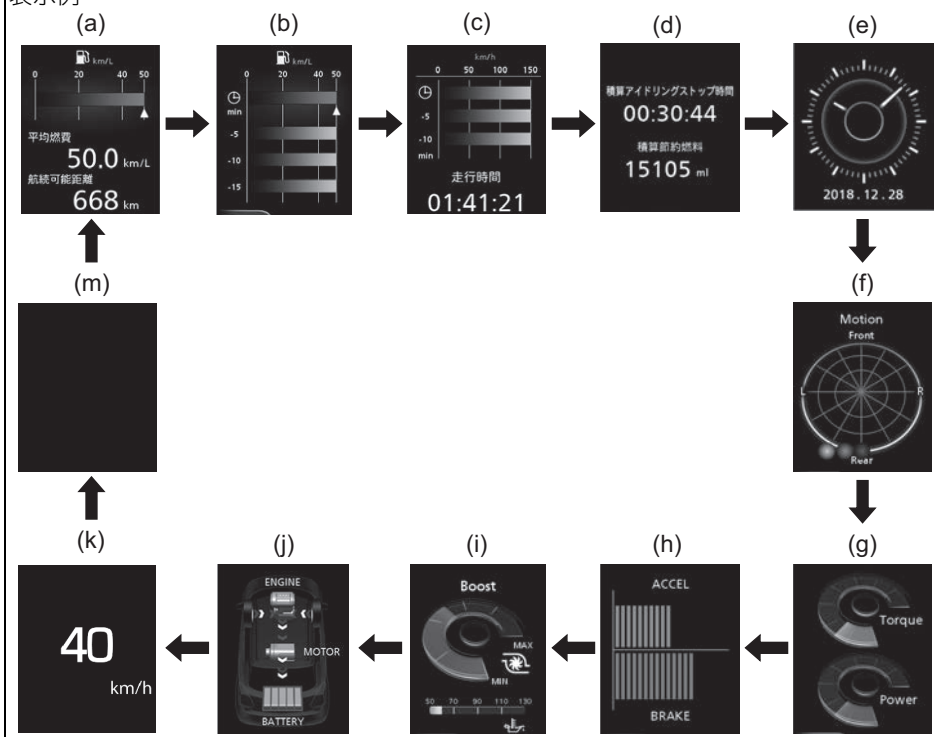 表示例
(a)
km/L
0 20 40 50
平均燃費
50.0 km/L
航続可能距離
668 km
(b)
km/L
0 20 40 50
min
-5
-10
-15
(c)
km/h
0 50 100 150
-5
-10
min
走行時間
01:41:21
(d)
積算アイドリングストップ時間
00:30:44
積算節約燃料
15105 ml
(e)
2018.12.28
(m)
(f)
Motion
Front
L R
Rear
(k)
40
km/h
(j)
ENGINE
MOTOR
BATTERY
(i)
Boost
MAX
MIN
50 70 90 110 130
(h)
ACCEL
BRAKE
(g)
Torque
Power